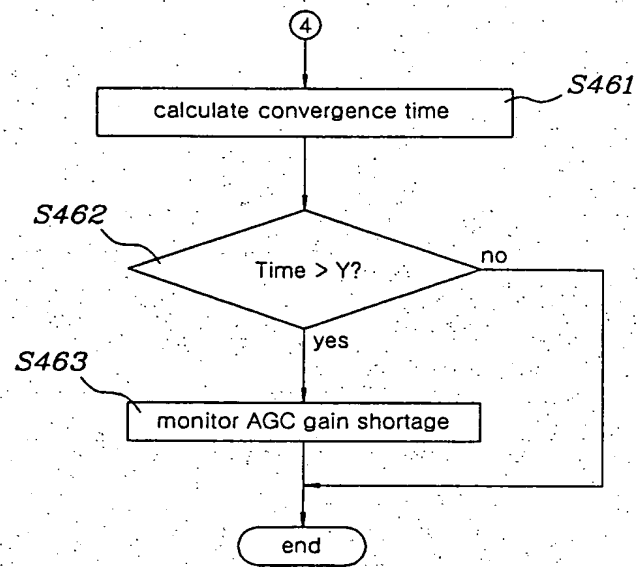 4
S461
calculate convergence time
S462
Time > Y?
no
yes
S463
monitor AGC gain shortage
end